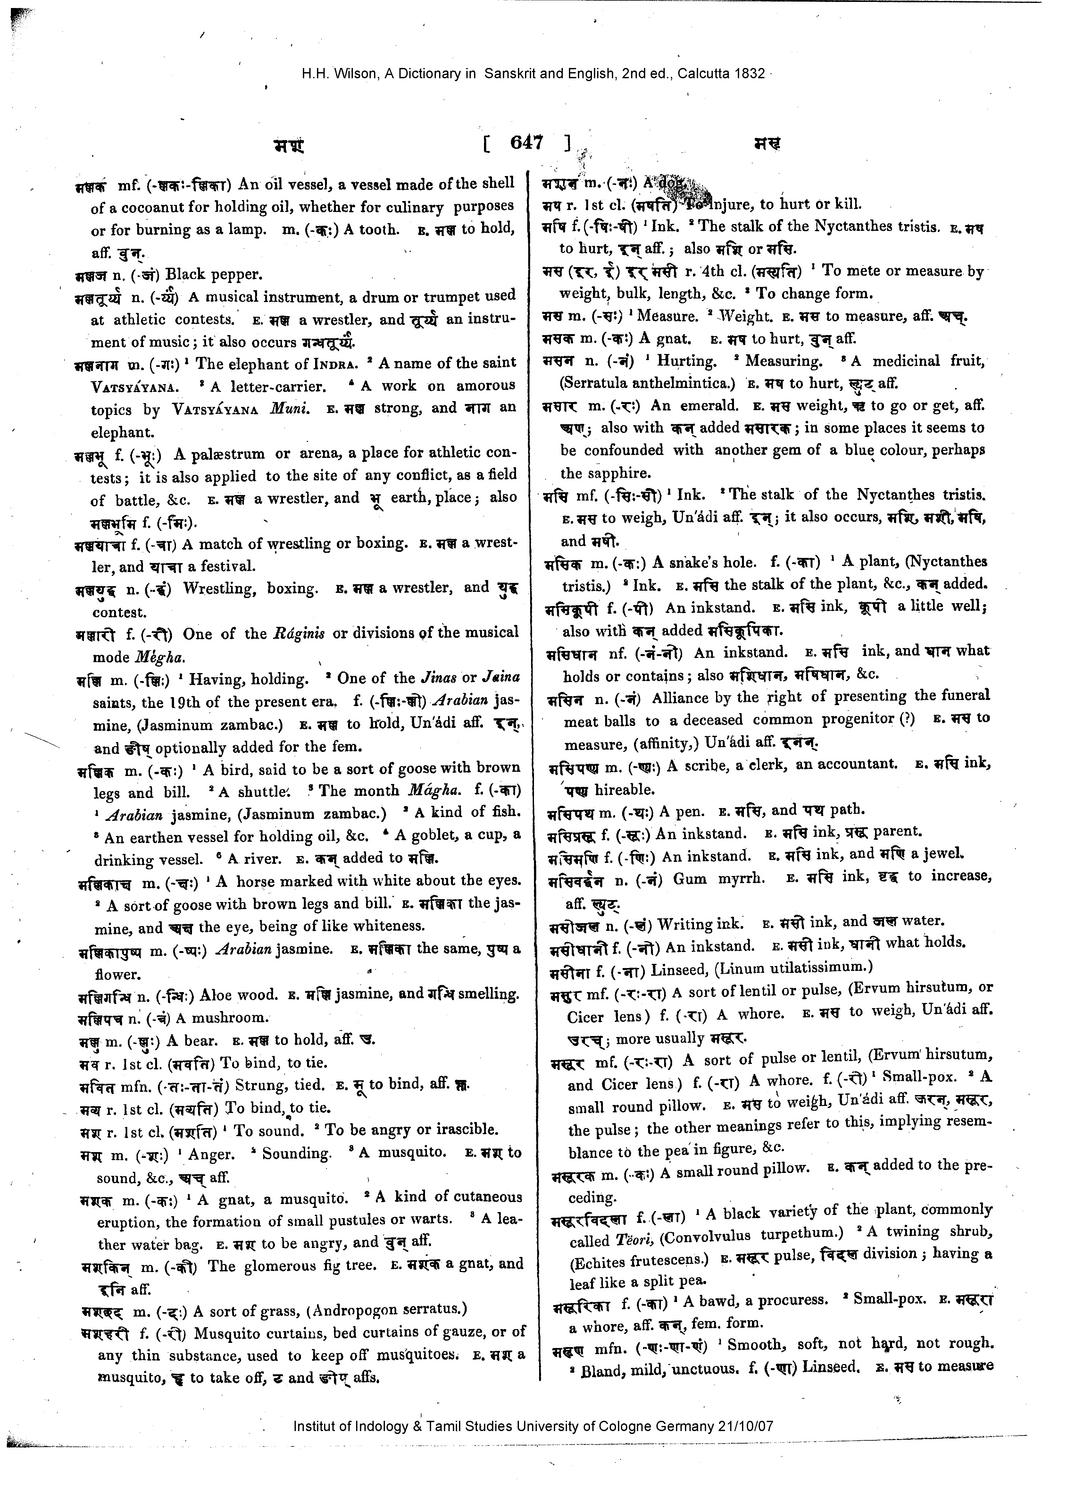 H.H. Wilson, A Dictionary in Sanskrit and English, 2nd ed., Calcutta 1832
मश [ 647 ] मसृ
मल्लक mf. (-ल्लकः-ल्लिका) An oil vessel, a vessel made of the shell
of a cocoanut for holding oil, whether for culinary purposes
or for burning as a lamp. m. (-कः) A tooth. E. मल्ल to hold,
aff. वुन्.
मल्लज n. (-जं) Black pepper.
मल्लतूर्य्य n. (-र्य्यं) A musical instrument, a drum or trumpet used
at athletic contests. E. मल्ल a wrestler, and तूर्य्य an instru-
ment of music; it also occurs गन्धतूर्य्य.
मल्लनाग m. (-गः) ¹ The elephant of INDRA. ² A name of the saint
VATSYÁYANA. ³ A letter-carrier. ⁴ A work on amorous
topics by VATSYÁYANA Muni. E. मल्ल strong, and नाग an
elephant.
मल्लभू f. (-भूः) A palæstrum or arena, a place for athletic con-
tests; it is also applied to the site of any conflict, as a field
of battle, &c. E. मल्ल a wrestler, and भू earth, place; also
मल्लभूमि f. (-मिः).
मल्लयात्रा f. (-त्रा) A match of wrestling or boxing. E. मल्ल a wrest-
ler, and यात्रा a festival.
मल्लयुद्ध n. (-द्धं) Wrestling, boxing. E. मल्ल a wrestler, and युद्ध
contest.
मल्लारी f. (-री) One of the Ráginis or divisions of the musical
mode Mégha.
मल्लि m. (-ल्लिः) ¹ Having, holding. ² One of the Jinas or Jaina
saints, the 19th of the present era. f. (-ल्लिः-ल्ली) Arabian jas-
mine, (Jasminum zambac.) E. मल्ल to hold, Un'ádi aff. इन्,
and ङीष् optionally added for the fem.
मल्लिक m. (-कः) ¹ A bird, said to be a sort of goose with brown
legs and bill. ² A shuttle. ³ The month Mágha. f. (-का)
¹ Arabian jasmine, (Jasminum zambac.) ² A kind of fish.
³ An earthen vessel for holding oil, &c. ⁴ A goblet, a cup, a
drinking vessel. ⁶ A river. E. कन् added to मल्लि.
मल्लिकाक्ष m. (-क्षः) ¹ A horse marked with white about the eyes.
² A sort of goose with brown legs and bill. E. मल्लिका the jas-
mine, and अक्ष the eye, being of like whiteness.
मल्लिकापुष्प m. (-ष्पः) Arabian jasmine. E. मल्लिका the same, पुष्प a
flower.
मल्लिगन्धि n. (-न्धिः) Aloe wood. E. मल्लि jasmine, and गन्धि smelling.
मल्लिपत्र n. (-त्रं) A mushroom.
मल्लु m. (-ल्लुः) A bear. E. मल्ल to hold, aff. उ.
मव r. 1st cl. (मवति) To bind, to tie.
मवित mfn. (-तः-ता-तं) Strung, tied. E. मू to bind, aff. क्त.
मव्य r. 1st cl. (मव्यति) To bind, to tie.
मश r. 1st cl. (मशति) ¹ To sound. ² To be angry or irascible.
मश m. (-शः) ¹ Anger. ² Sounding. ³ A musquito. E. मश to
sound, &c., अच् aff.
मशक m. (-कः) ¹ A gnat, a musquito. ² A kind of cutaneous
eruption, the formation of small pustules or warts. ³ A lea-
ther water bag. E. मश to be angry, and वुन् aff.
मशकिन् m. (-की) The glomerous fig tree. E. मशक a gnat, and
इनि aff.
मशकद m. (-दः) A sort of grass, (Andropogon serratus.)
मशहरी f. (-री) Musquito curtains, bed curtains of gauze, or of
any thin substance, used to keep off musquitoes. E. मश a
musquito, हृ to take off, ट and ङीप् affs.
मशून m. (-नः) A dog.
मष r. 1st cl. (मषति) To injure, to hurt or kill.
मषि f. (-षिः-षी) ¹ Ink. ² The stalk of the Nyctanthes tristis. E. मष
to hurt, इन् aff.; also मशि or मसि.
मस (इर, ई) इर् मसी r. 4th cl. (मस्यति) ¹ To mete or measure by
weight, bulk, length, &c. ² To change form.
मस m. (-सः) ¹ Measure. ² Weight. E. मस to measure, aff. अच्.
मसक m. (-कः) A gnat. E. मष to hurt, वुन् aff.
मसन n. (-नं) ¹ Hurting. ² Measuring. ³ A medicinal fruit,
(Serratula anthelmintica.) E. मष to hurt, ल्युट् aff.
मसार m. (-रः) An emerald. E. मस weight, ऋ to go or get, aff.
अण्; also with कन् added मसारक; in some places it seems to
be confounded with another gem of a blue colour, perhaps
the sapphire.
मसि mf. (-सिः-सी) ¹ Ink. ² The stalk of the Nyctanthes tristis.
E. मस to weigh, Un'ádi aff. इन्; it also occurs, मशि, मशी, मषि,
and मषी.
मसिक m. (-कः) A snake's hole. f. (-का) ¹ A plant, (Nyctanthes
tristis.) ² Ink. E. मसि the stalk of the plant, &c., कन् added.
मसिकूपी f. (-पी) An inkstand. E. मसि ink, कूपी a little well;
also with कन् added मसिकूपिका.
मसिधान nf. (-नं-नी) An inkstand. E. मसि ink, and धान what
holds or contains; also मशिधान, मषिधान, &c.
मसिन n. (-नं) Alliance by the right of presenting the funeral
meat balls to a deceased common progenitor (?) E. मस to
measure, (affinity,) Un'ádi aff. इनन्.
मसिपण्य m. (-ण्यः) A scribe, a clerk, an accountant. E. मसि ink,
पण्य hireable.
मसिपथ m. (-थः) A pen. E. मसि, and पथ path.
मसिप्रसू f. (-सूः) An inkstand. E. मसि ink, प्रसू parent.
मसिमणि f. (-णिः) An inkstand. E. मसि ink, and मणि a jewel.
मसिवर्द्धन n. (-नं) Gum myrrh. E. मसि ink, वृद्ध to increase,
aff. ल्युट्.
मसीजल n. (-लं) Writing ink. E. मसी ink, and जल water.
मसीधानी f. (-नी) An inkstand. E. मसी ink, धानी what holds.
मसीना f. (-ना) Linseed, (Linum utilatissimum.)
मसुर mf. (-रः-रा) A sort of lentil or pulse, (Ervum hirsutum, or
Cicer lens) f. (-रा) A whore. E. मस to weigh, Un'ádi aff.
उरच्; more usually मसूर.
मसूर mf. (-रः-रा) A sort of pulse or lentil, (Ervum hirsutum,
and Cicer lens) f. (-रा) A whore. f. (-री) ¹ Small-pox. ² A
small round pillow. E. मस to weigh, Un'ádi aff. ऊरन्, मसूर,
the pulse; the other meanings refer to this, implying resem-
blance to the pea in figure, &c.
मसूरक m. (-कः) A small round pillow. E. कन् added to the pre-
ceding.
मसूरविदला f. (-ला) ¹ A black variety of the plant, commonly
called Tëori, (Convolvulus turpethum.) ² A twining shrub,
(Echites frutescens.) E. मसूर pulse, विदल division; having a
leaf like a split pea.
मसूरिका f. (-का) ¹ A bawd, a procuress. ² Small-pox. E. मसूरा
a whore, aff. कन्, fem. form.
मसृण mfn. (-णः-णा-णं) ¹ Smooth, soft, not hard, not rough.
² Bland, mild, unctuous. f. (-णा) Linseed. E. मस to measure
Institut of Indology & Tamil Studies University of Cologne Germany 21/10/07